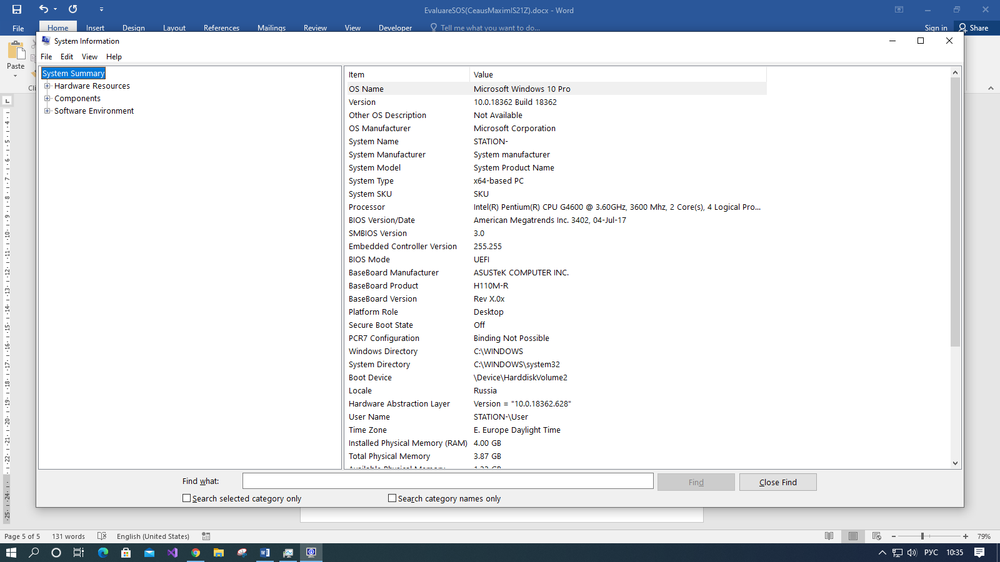 EvaluareSOS(CeausMaximIS21Z).docx - Word
File Home Insert Design Layout References Mailings Review View Developer Tell me what you want to do... Sign in Share
Paste
System Information
File Edit View Help
System Summary
Hardware Resources
Components
Software Environment
Item Value
OS Name Microsoft Windows 10 Pro
Version 10.0.18362 Build 18362
Other OS Description Not Available
OS Manufacturer Microsoft Corporation
System Name STATION-
System Manufacturer System manufacturer
System Model System Product Name
System Type x64-based PC
System SKU SKU
Processor Intel(R) Pentium(R) CPU G4600 @ 3.60GHz, 3600 Mhz, 2 Core(s), 4 Logical Pro...
BIOS Version/Date American Megatrends Inc. 3402, 04-Jul-17
SMBIOS Version 3.0
Embedded Controller Version 255.255
BIOS Mode UEFI
BaseBoard Manufacturer ASUSTeK COMPUTER INC.
BaseBoard Product H110M-R
BaseBoard Version Rev X.0x
Platform Role Desktop
Secure Boot State Off
PCR7 Configuration Binding Not Possible
Windows Directory C:\WINDOWS
System Directory C:\WINDOWS\system32
Boot Device \Device\HarddiskVolume2
Locale Russia
Hardware Abstraction Layer Version = "10.0.18362.628"
User Name STATION-\User
Time Zone E. Europe Daylight Time
Installed Physical Memory (RAM) 4.00 GB
Total Physical Memory 3.87 GB
Find what: Find Close Find
Search selected category only Search category names only
Page 5 of 5 131 words English (United States) 79%
РУС 10:35